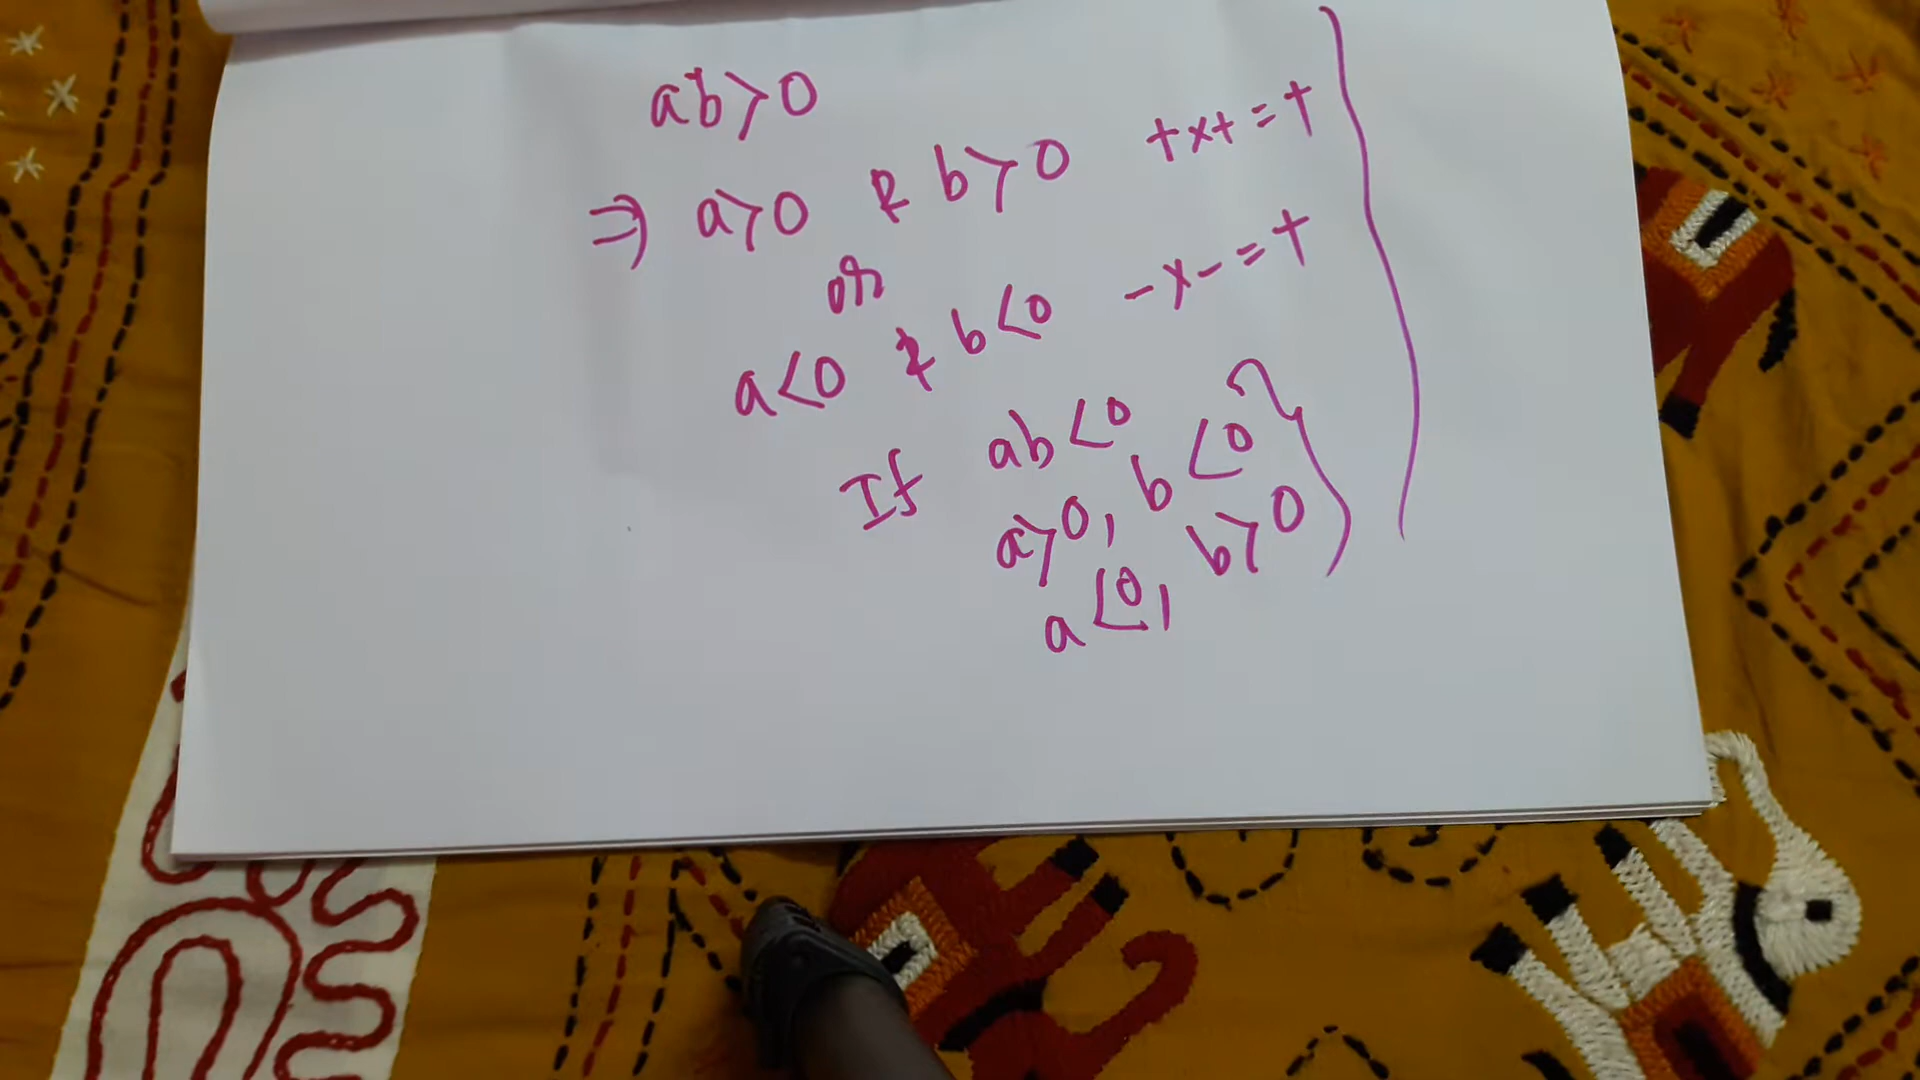 ab>0
⇒ a>0 & b>0 +x+=+
or
a<0 & b<0 -x-=+
If ab<0
a>0, b<0
a<0, b>0